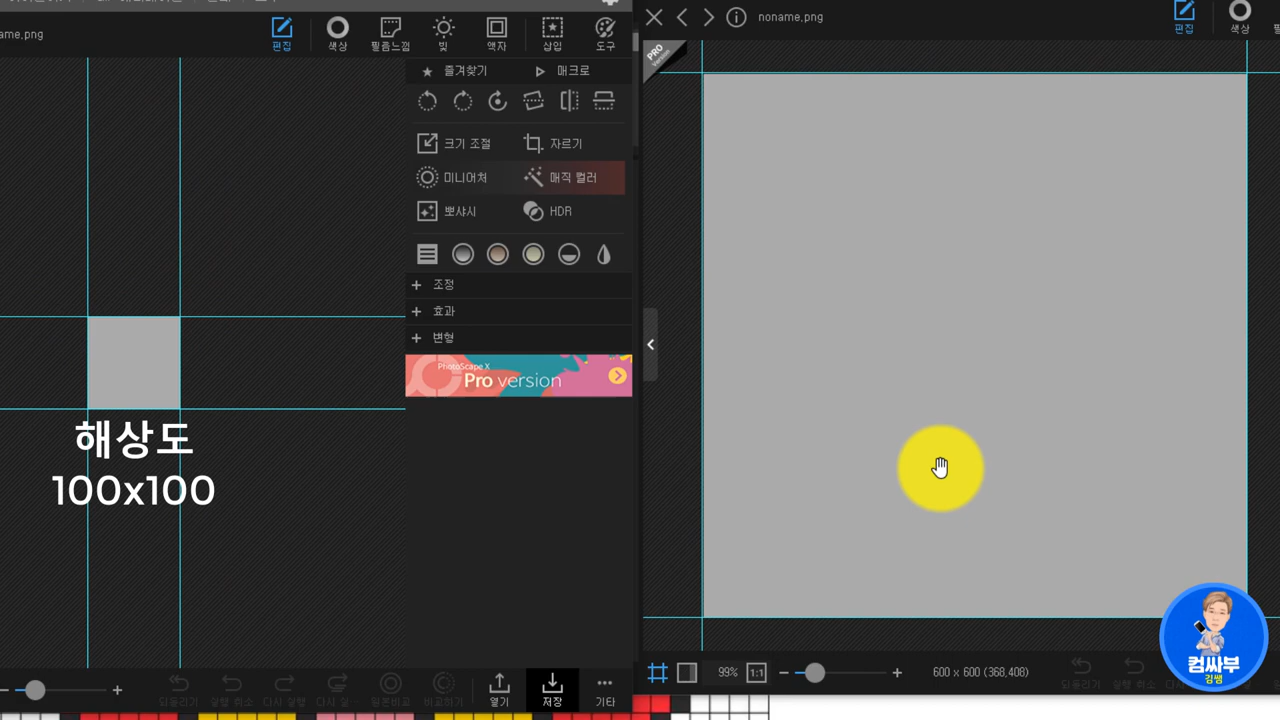 ame.png
편집
색상
필름느낌
빛
액자
삽입
도구
즐겨찾기
매크로
크기 조절
자르기
미니어처
매직 컬러
뽀샤시
HDR
조정
효과
변형
PhotoScape X
Pro version
해상도
100x100
되돌리기
실행 취소
다시 실행
원본비교
비교하기
열기
저장
기타
noname.png
편집
색상
PRO
Version
99%
1:1
600 x 600 (368,408)
되돌리기
실행 취소
컴싸부
킹쌤